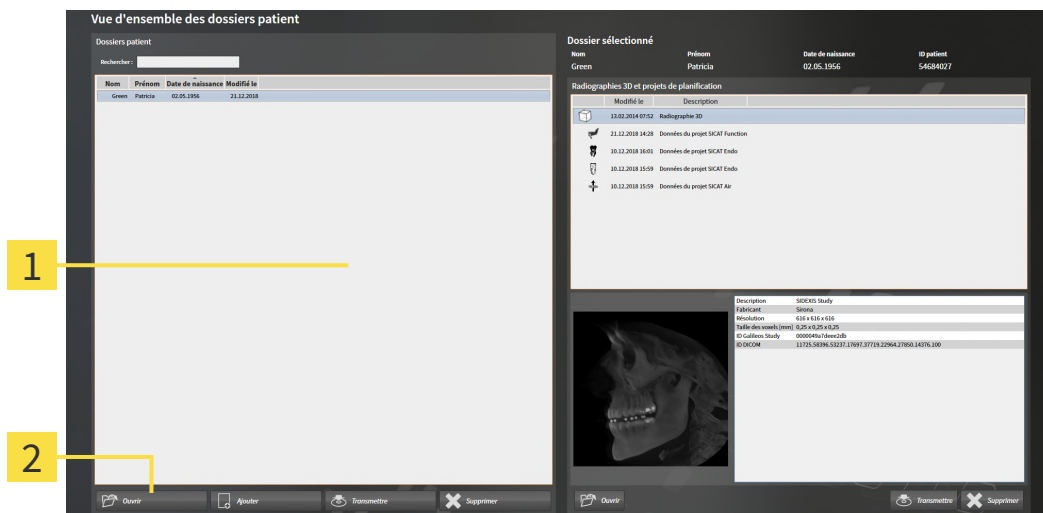 Vue d'ensemble des dossiers patient
Dossiers patient
Rechercher:
Nom Prénom Date de naissance Modifié le
Green Patricia 02.05.1956 21.12.2018
1
2
Ouvrir Ajouter Transmettre Supprimer
Dossier sélectionné
Nom Prénom Date de naissance ID patient
Green Patricia 02.05.1956 54684027
Radiographies 3D et projets de planification
Modifié le Description
13.02.2014 07:52 Radiographie 3D
21.12.2018 14:28 Données du projet SICAT Function
10.12.2018 16:01 Données de projet SICAT Endo
10.12.2018 15:59 Données de projet SICAT Endo
10.12.2018 15:59 Données du projet SICAT Air
Description SIDEXIS Study
Fabricant Sirona
Résolution 616 x 616 x 616
Taille des voxels (mm) 0,25 x 0,25 x 0,25
ID Galileos Study 0000049a7deee2db
ID DICOM 11725.58396.53237.17697.37719.22964.27850.14376.100
Ouvrir Transmettre Supprimer